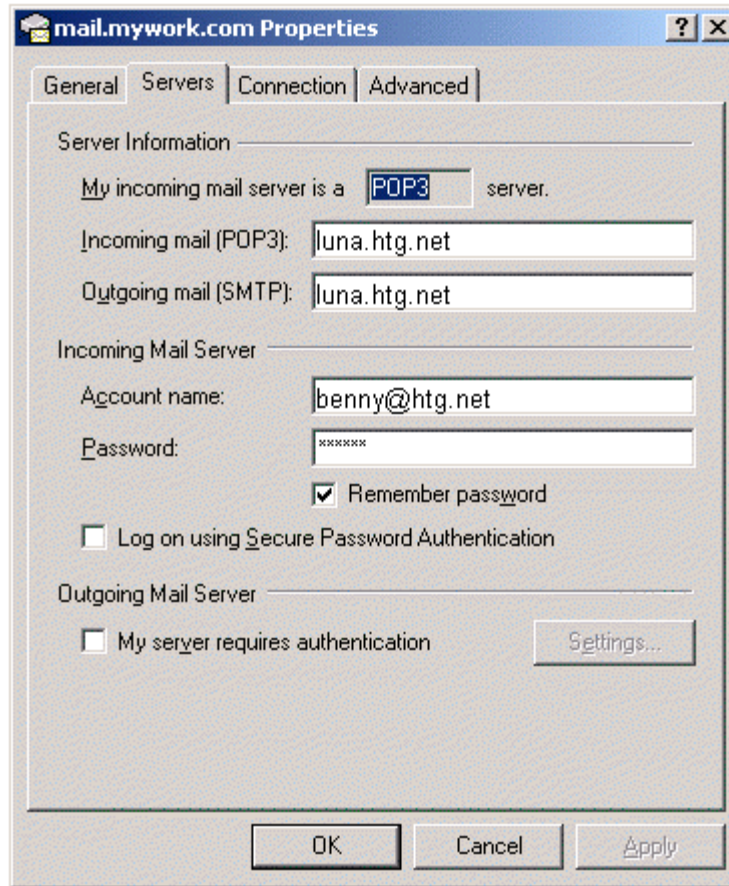 mail.mywork.com Properties
General Servers Connection Advanced
Server Information
My incoming mail server is a POP3 server.
Incoming mail (POP3): luna.htg.net
Outgoing mail (SMTP): luna.htg.net
Incoming Mail Server
Account name: benny@htg.net
Password: ××××××
Remember password
Log on using Secure Password Authentication
Outgoing Mail Server
My server requires authentication Settings...
OK Cancel Apply